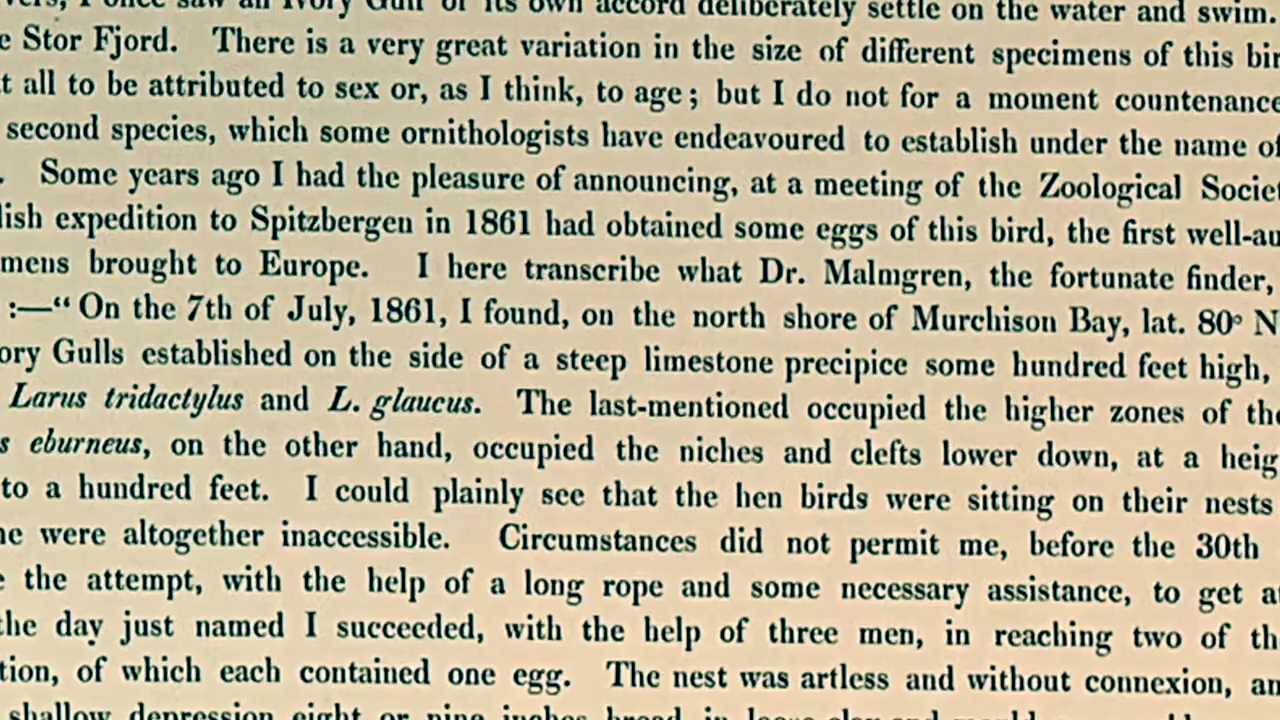 I once saw an Ivory Gull of its own accord deliberately settle on the water and swim.
Stor Fjord. There is a very great variation in the size of different specimens of this
all to be attributed to sex or, as I think, to age; but I do not for a moment countenance
second species, which some ornithologists have endeavoured to establish under the name of
. Some years ago I had the pleasure of announcing, at a meeting of the Zoological
lish expedition to Spitzbergen in 1861 had obtained some eggs of this bird, the first well-au
mens brought to Europe. I here transcribe what Dr. Malmgren, the fortunate finder,
:—“On the 7th of July, 1861, I found, on the north shore of Murchison Bay, lat. 80° N
ory Gulls established on the side of a steep limestone precipice some hundred feet high,
Larus tridactylus and L. glaucus. The last-mentioned occupied the higher zones of the
s eburneus, on the other hand, occupied the niches and clefts lower down, at a heig
to a hundred feet. I could plainly see that the hen birds were sitting on their nests
were altogether inaccessible. Circumstances did not permit me, before the 30th
the attempt, with the help of a long rope and some necessary assistance, to get
the day just named I succeeded, with the help of three men, in reaching two of th
tion, of which each contained one egg. The nest was artless and without connexion, an
shallow depression eight or nine inches broad in loose clay and mould